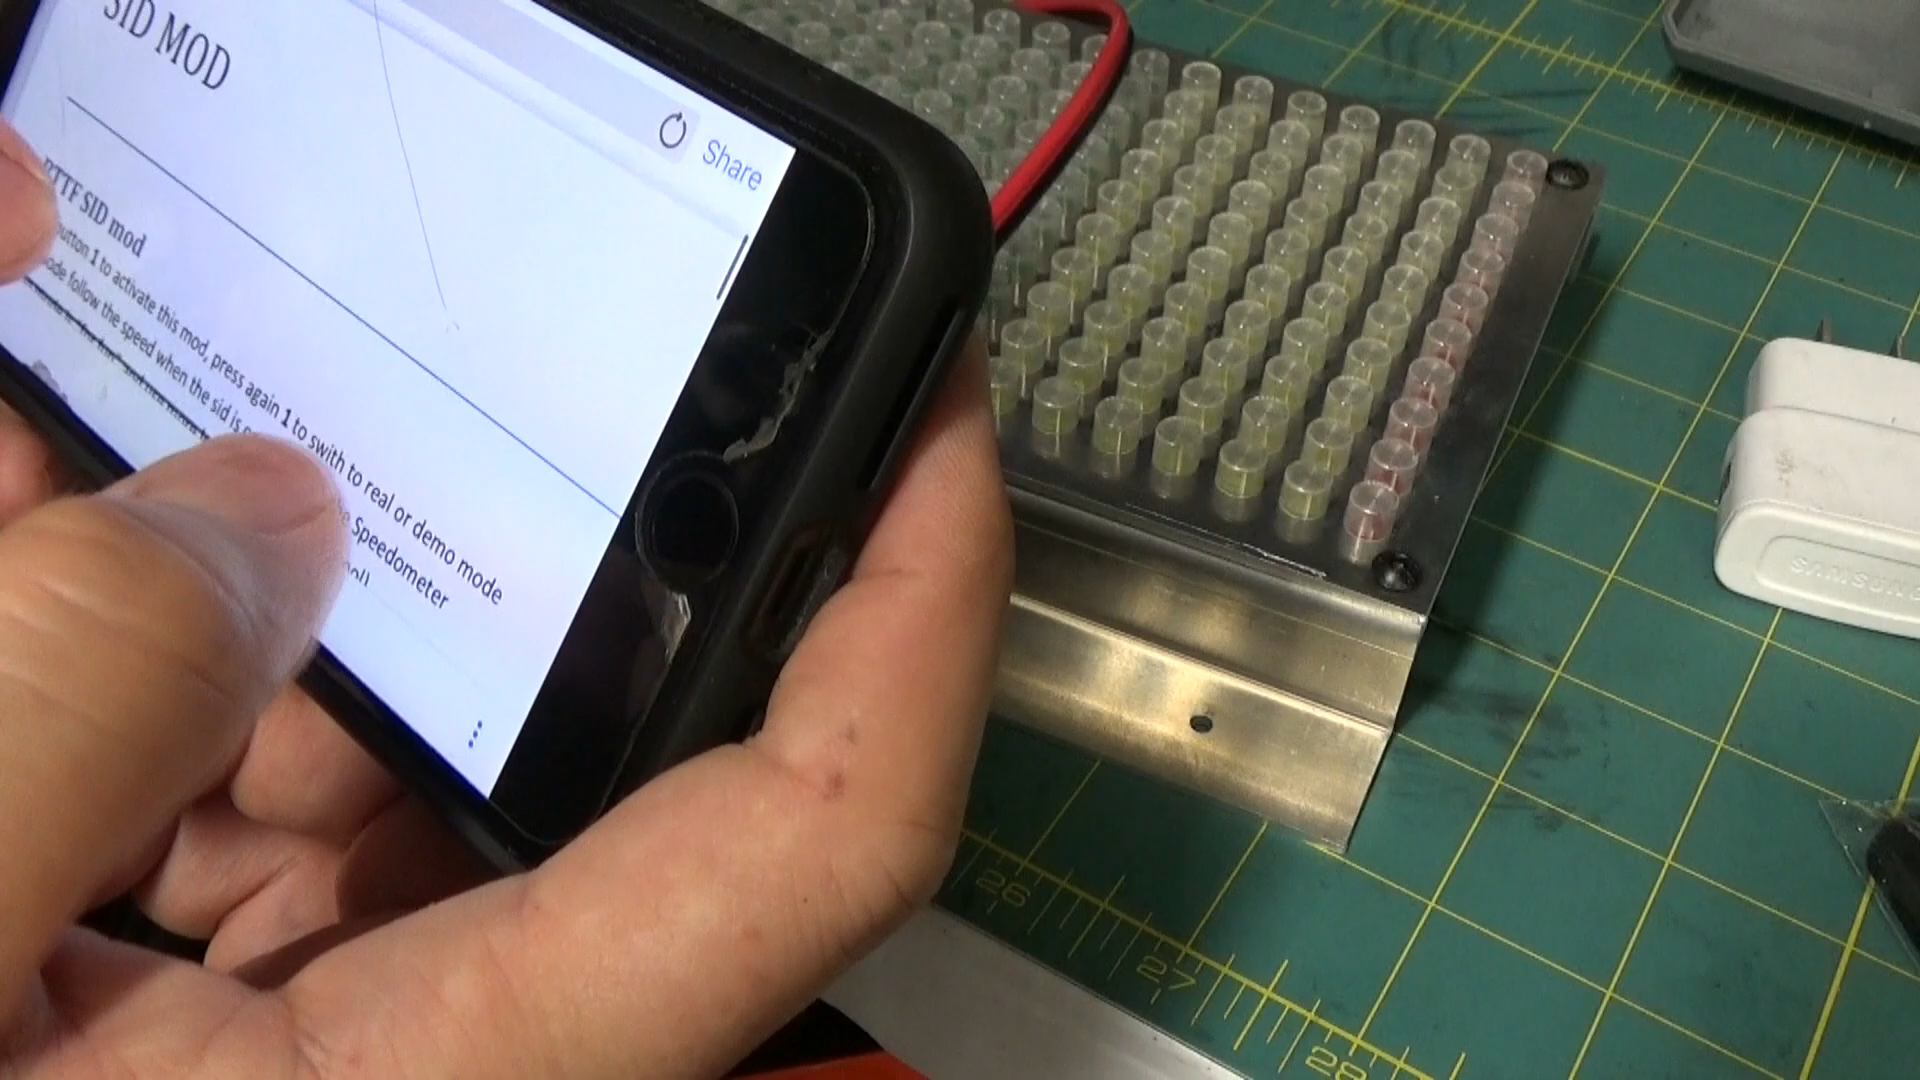 SID MOD
Share
BTTF SID mod
button 1 to activate this mod, press again 1 to swith to real or demo mode
follow the speed when the sid is
Speedometer
SAMSUNG
26
27
28